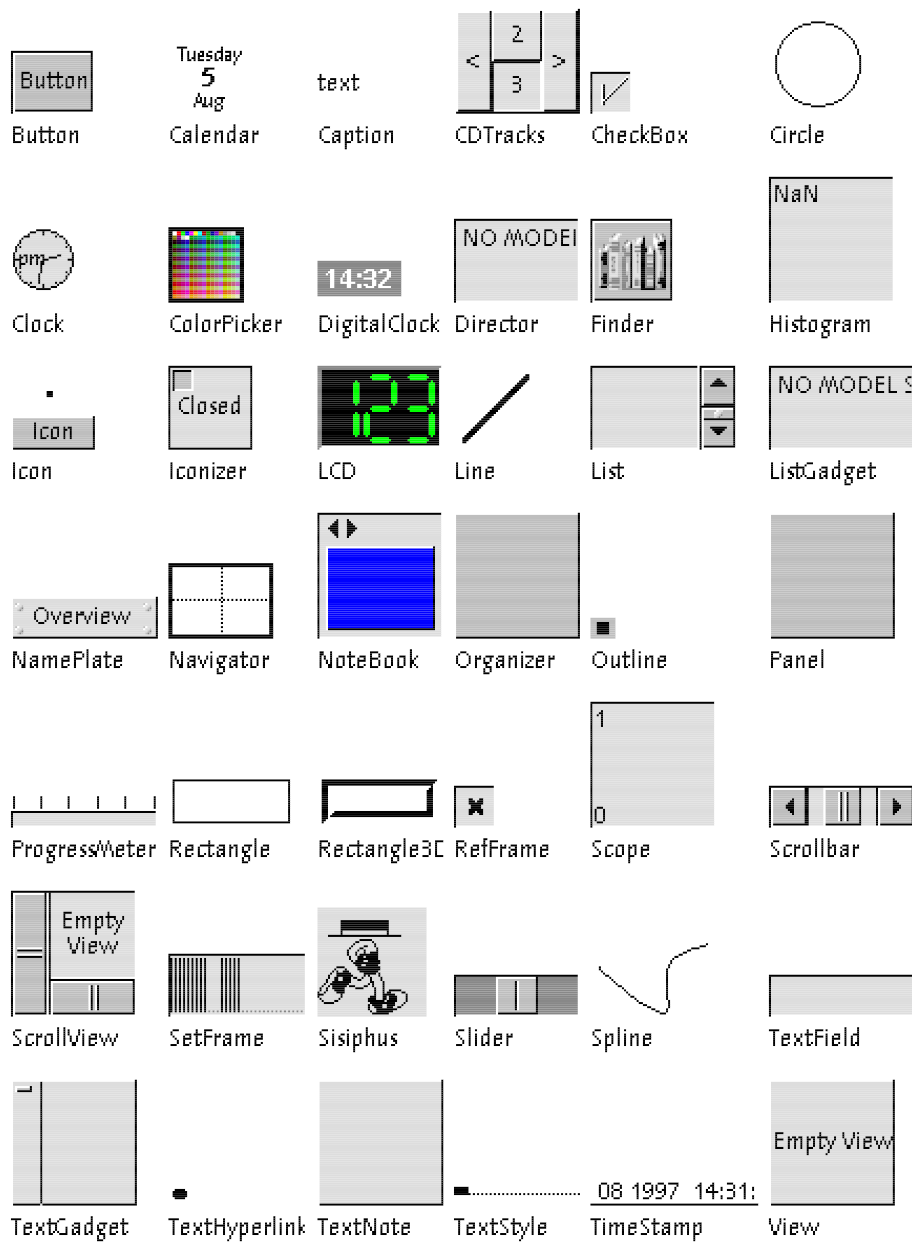 Button
Tuesday
5
Aug
text
<
2
3
>
Button
Calendar
Caption
CDTracks
CheckBox
Circle
pm
14:32
NO MODEL
NaN
Clock
ColorPicker
DigitalClock
Director
Finder
Histogram
Icon
Closed
123
NO MODEL S
Icon
Iconizer
LCD
Line
List
ListGadget
Overview
NamePlate
Navigator
NoteBook
Organizer
Outline
Panel
1
0
ProgressMeter
Rectangle
Rectangle3D
RefFrame
Scope
Scrollbar
Empty
View
ScrollView
SetFrame
Sisiphus
Slider
Spline
TextField
08 1997 14:31:
Empty View
TextGadget
TextHyperlink
TextNote
TextStyle
TimeStamp
View